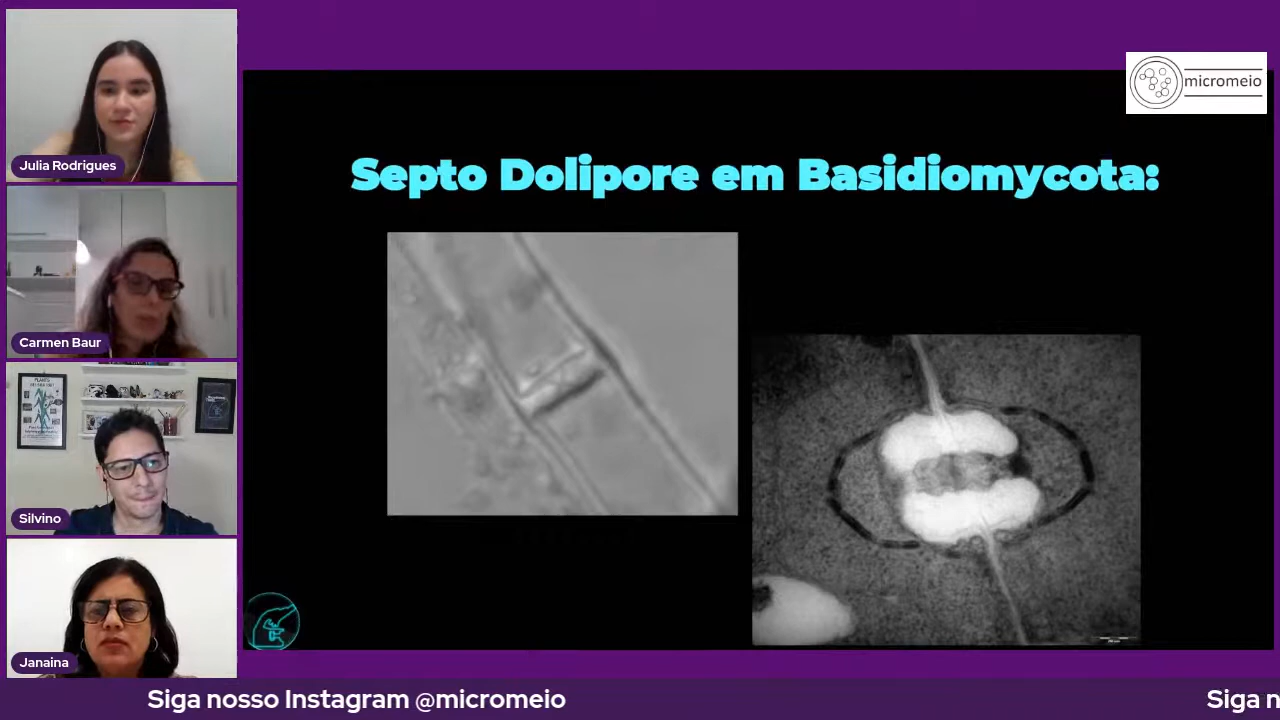 Julia Rodrigues
Carmen Baur
Silvino
Janaina
micromeio
Septo Dolipore em Basidiomycota:
Siga nosso Instagram @micromeio
Siga n